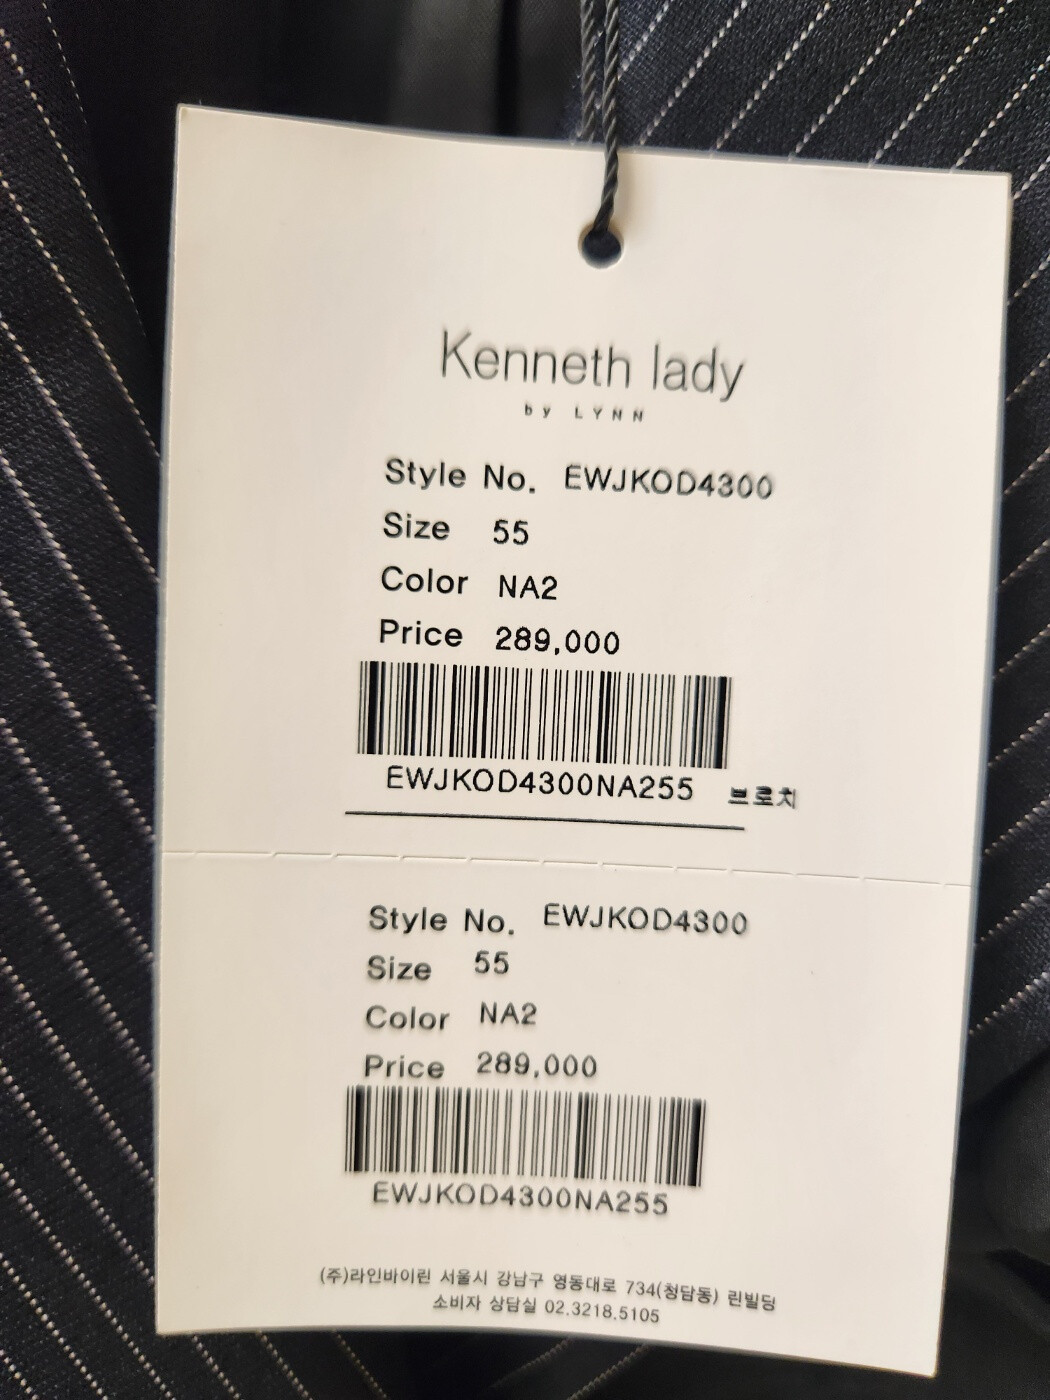 Kenneth lady
by LYNN
Style No. EWJKOD4300
Size 55
Color NA2
Price 289,000
EWJKOD4300NA255 브로치
Style No. EWJKOD4300
Size 55
Color NA2
Price 289,000
EWJKOD4300NA255
(주)라인바이린 서울시 강남구 영동대로 734(청담동) 린빌딩
소비자 상담실 02.3218.5105